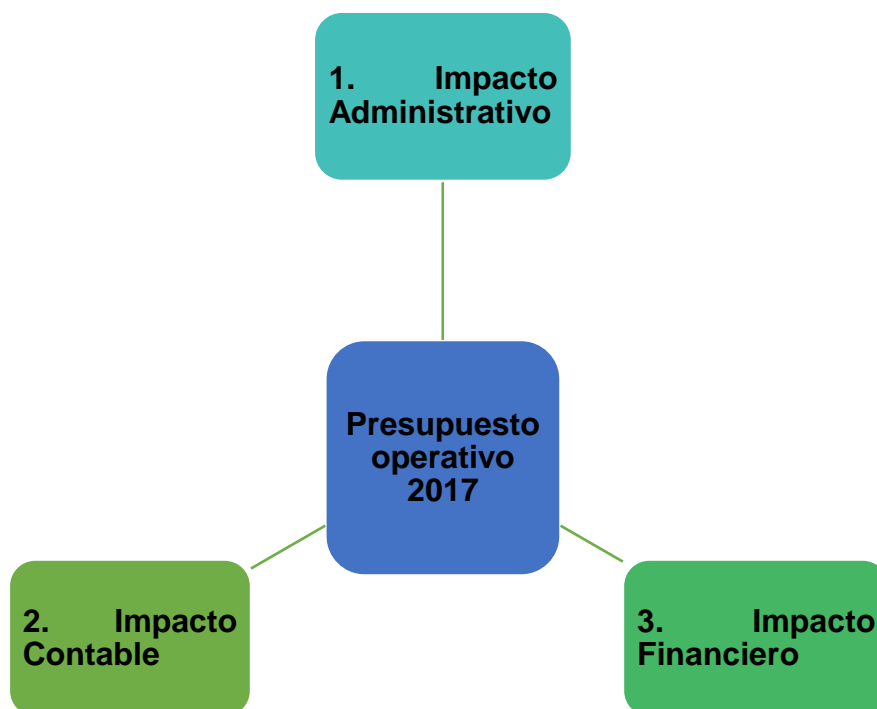 1. Impacto
Administrativo
Presupuesto
operativo
2017
2. Impacto
Contable
3. Impacto
Financiero